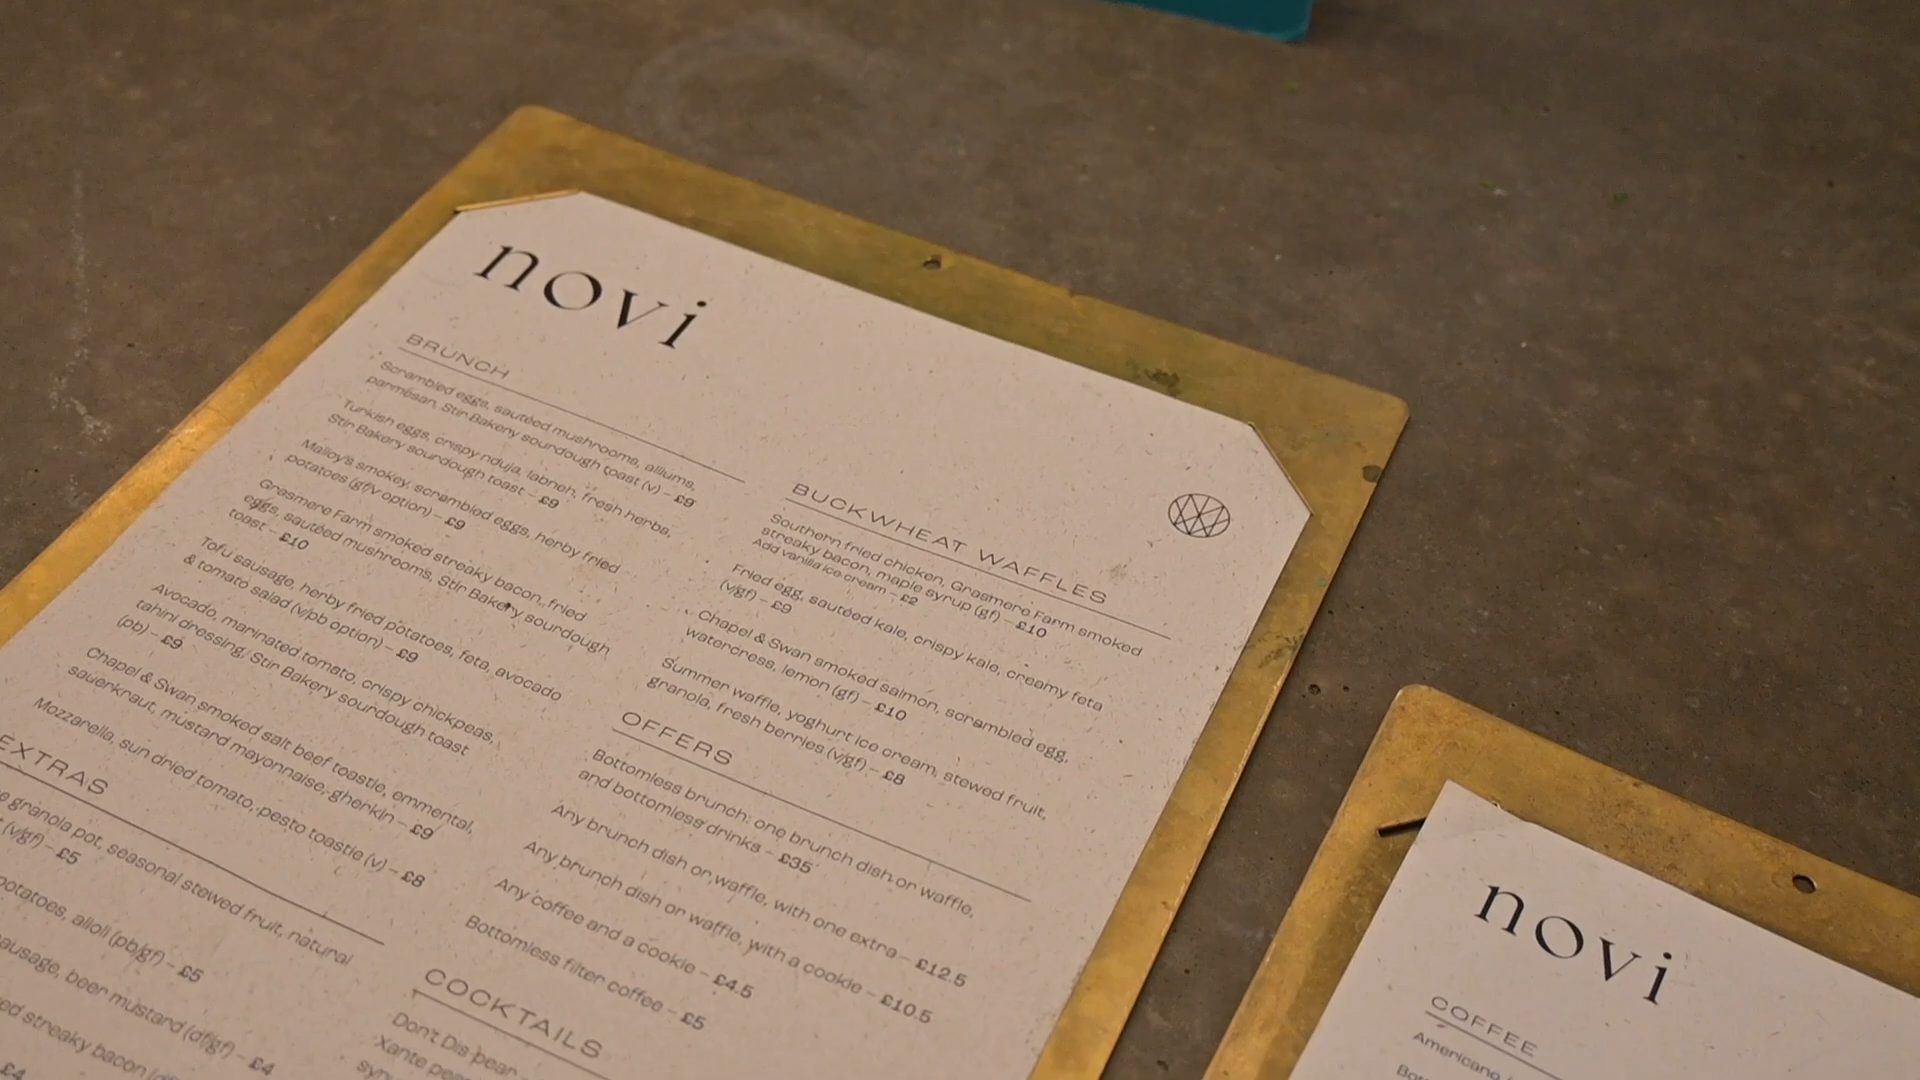 novi
BRUNCH
Scrambled eggs, sautéed mushrooms, alliums,
parmesan, Stir Bakery sourdough toast (v) – £9
Turkish eggs, crispy nduja, labneh, fresh herbs,
Stir Bakery sourdough toast – £9
Malloy's smokey, scrambled eggs, herby fried
potatoes (gf/v option) – £9
Grasmere Farm smoked streaky bacon, fried
eggs, sautéed mushrooms, Stir Bakery sourdough
toast – £10
Tofu sausage, herby fried potatoes, feta, avocado
& tomato salad (v/pb option) – £9
Avocado, marinated tomato, crispy chickpeas,
tahini dressing, Stir Bakery sourdough toast
(pb) – £9
Chapel & Swan smoked salt beef toastie, emmental,
sauerkraut, mustard mayonnaise, gherkin – £9
Mozzarella, sun dried tomato, pesto toastie (v) – £8
EXTRAS
granola pot, seasonal stewed fruit, natural
(v/gf) – £5
potatoes, aiioli (pb/gf) – £5
sausage, beer mustard (df/gf) – £4
streaky bacon
£4
BUCKWHEAT WAFFLES
Southern fried chicken, Grasmere Farm smoked
streaky bacon, maple syrup (gf) – £10
Add vanilla ice cream – £2
Fried egg, sautéed kale, crispy kale, creamy feta
(v/gf) – £9
Chapel & Swan smoked salmon, scrambled egg,
watercress, lemon (gf) – £10
Summer waffle, yoghurt ice cream, stewed fruit,
granola, fresh berries (v/gf) – £8
OFFERS
Bottomless brunch: one brunch dish or waffle,
and bottomless drinks – £35
Any brunch dish or waffle, with one extra – £12.5
Any brunch dish or waffle, with a cookie – £10.5
Any coffee and a cookie – £4.5
Bottomless filter coffee – £5
COCKTAILS
Don't Dis-pear
Xante
novi
COFFEE
Americano